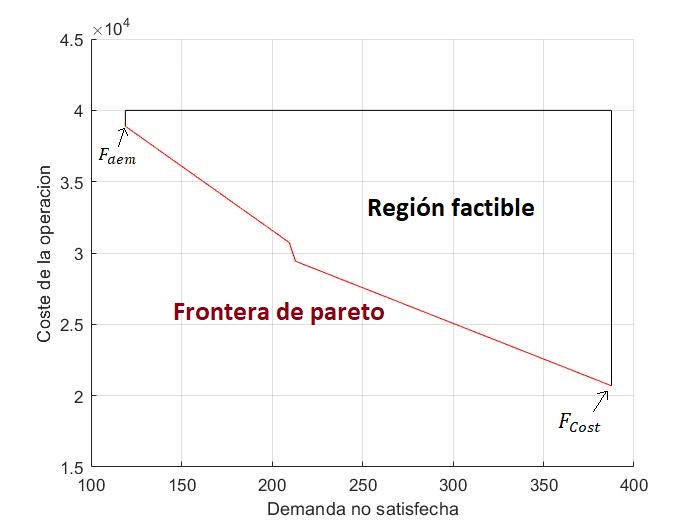 ×10⁴
4.5
4
3.5
3
2.5
2
1.5
Coste de la operacion
F_dem
Región factible
Frontera de pareto
F_Cost
100 150 200 250 300 350 400
Demanda no satisfecha